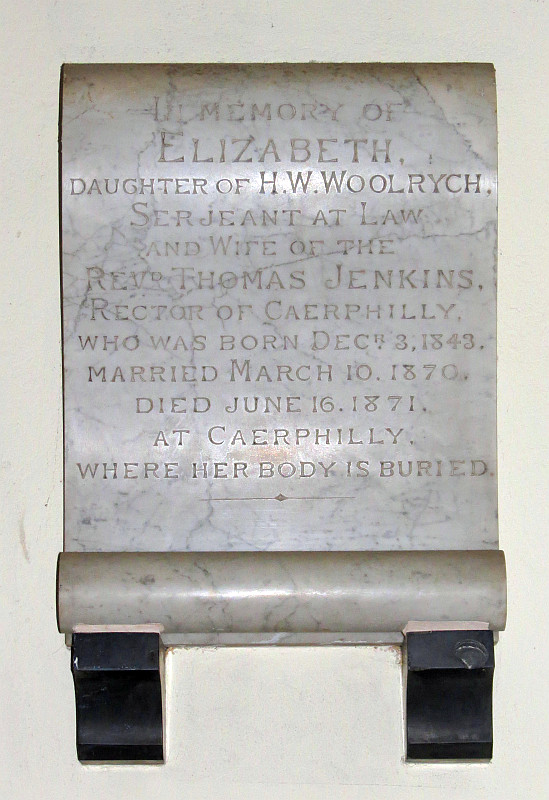 IN MEMORY OF
ELIZABETH,
DAUGHTER OF H.W. WOOLRYCH,
SERJEANT AT LAW
AND WIFE OF THE
REVD. THOMAS JENKINS,
RECTOR OF CAERPHILLY,
WHO WAS BORN DECR. 3, 1843.
MARRIED MARCH 10. 1870.
DIED JUNE 16. 1871.
AT CAERPHILLY,
WHERE HER BODY IS BURIED.